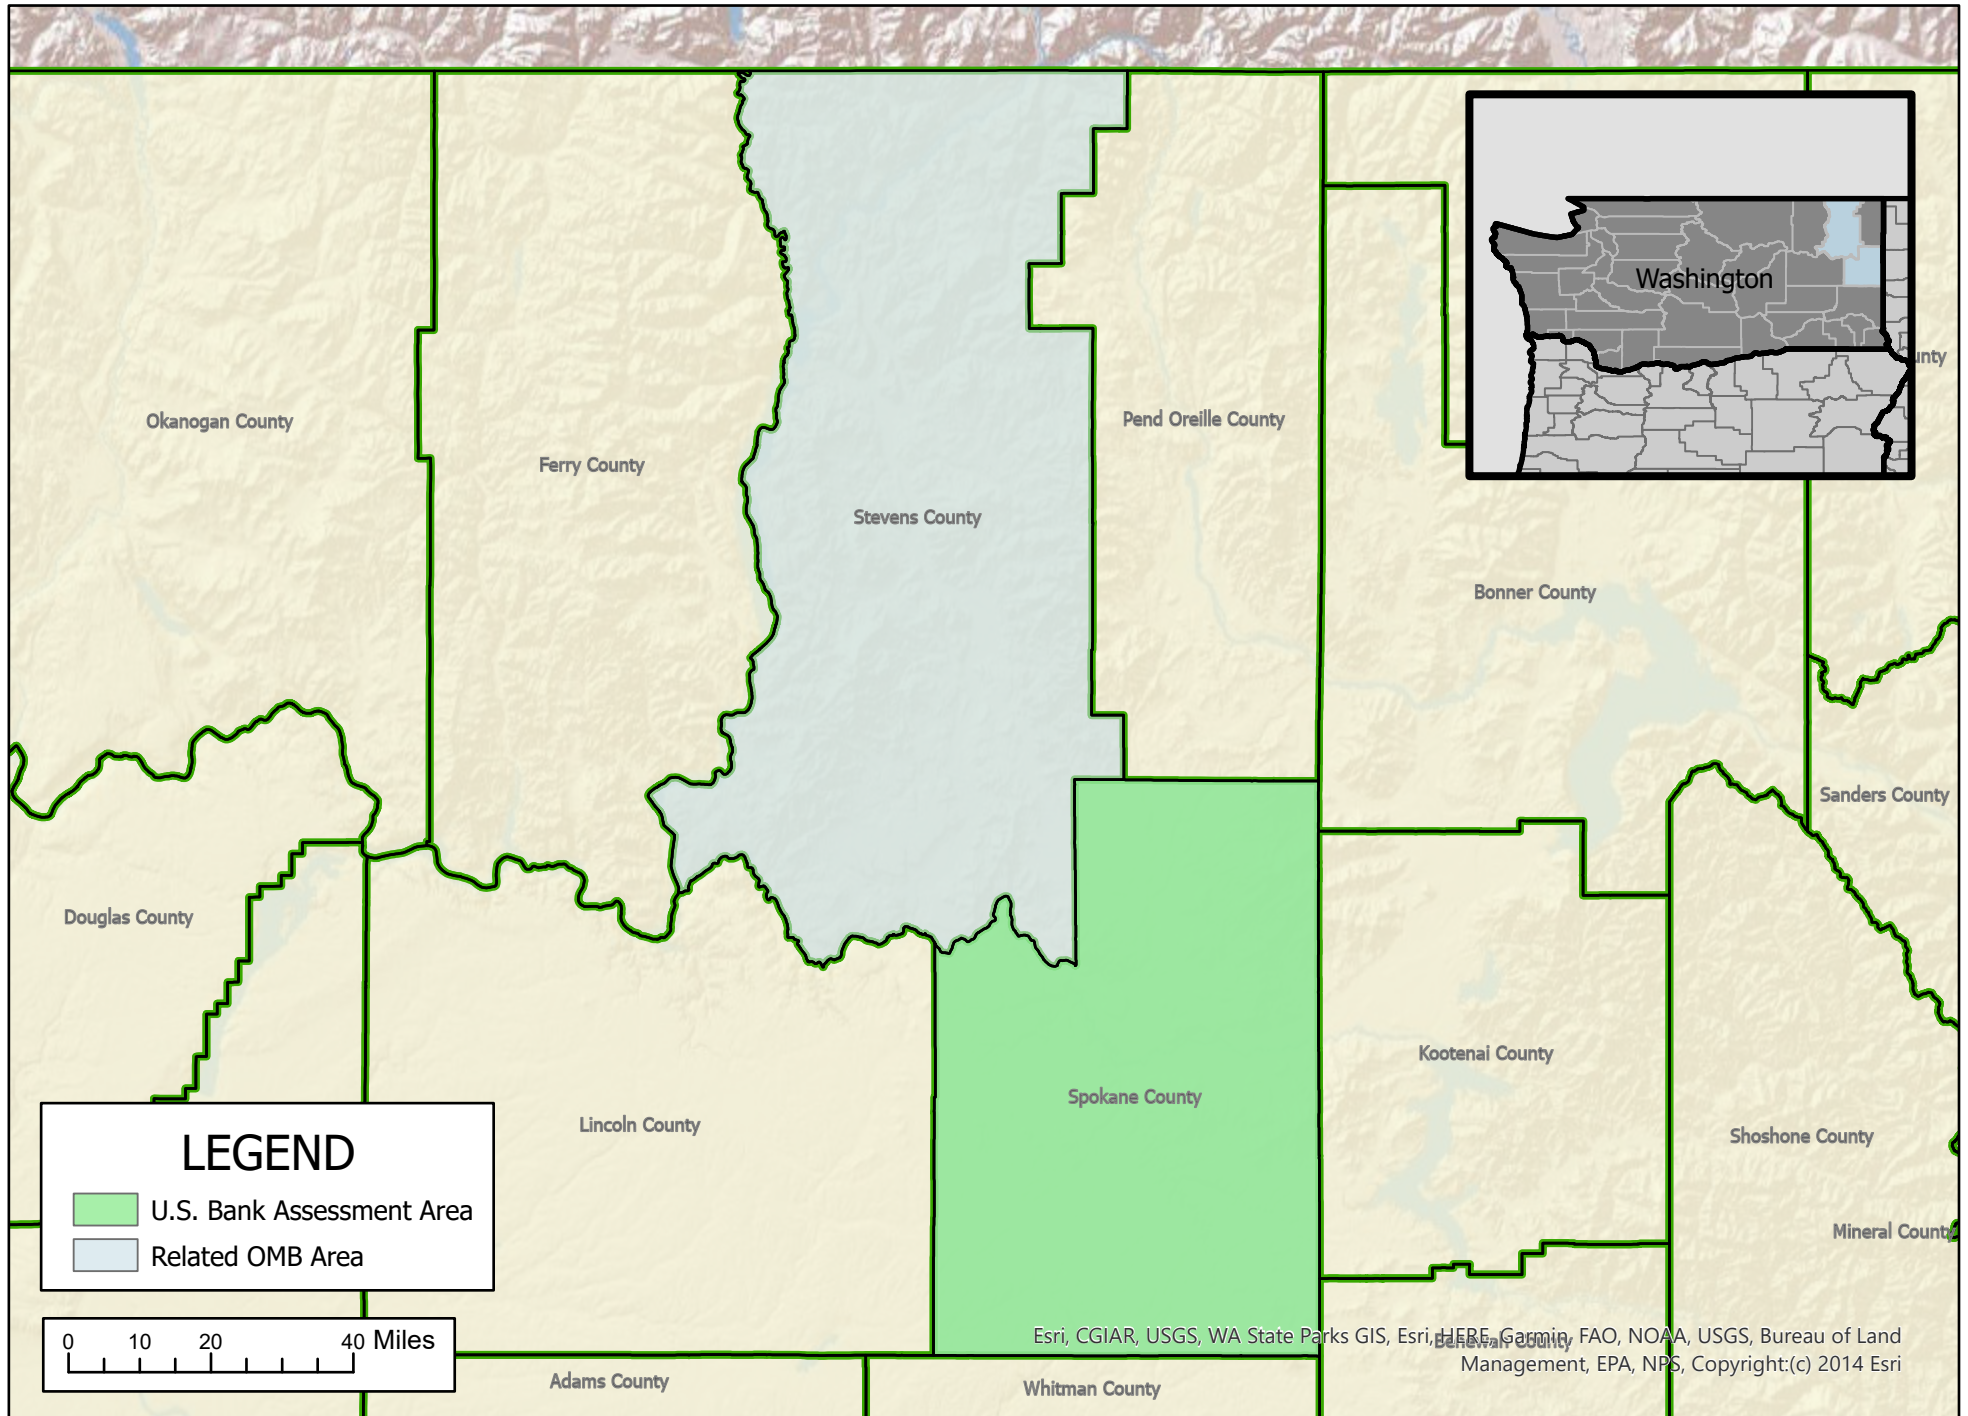 Washington
unty
Okanogan County
Pend Oreille County
Ferry County
Stevens County
Bonner County
Sanders County
Douglas County
Kootenai County
Spokane County
Lincoln County
Shoshone County
LEGEND
U.S. Bank Assessment Area
Related OMB Area
Mineral County
0 10 20 40 Miles
Esri, CGIAR, USGS, WA State Parks GIS, Esri, HERE, Garmin, FAO, NOAA, USGS, Bureau of Land
Management, EPA, NPS, Copyright:(c) 2014 Esri
Benewah County
Adams County
Whitman County